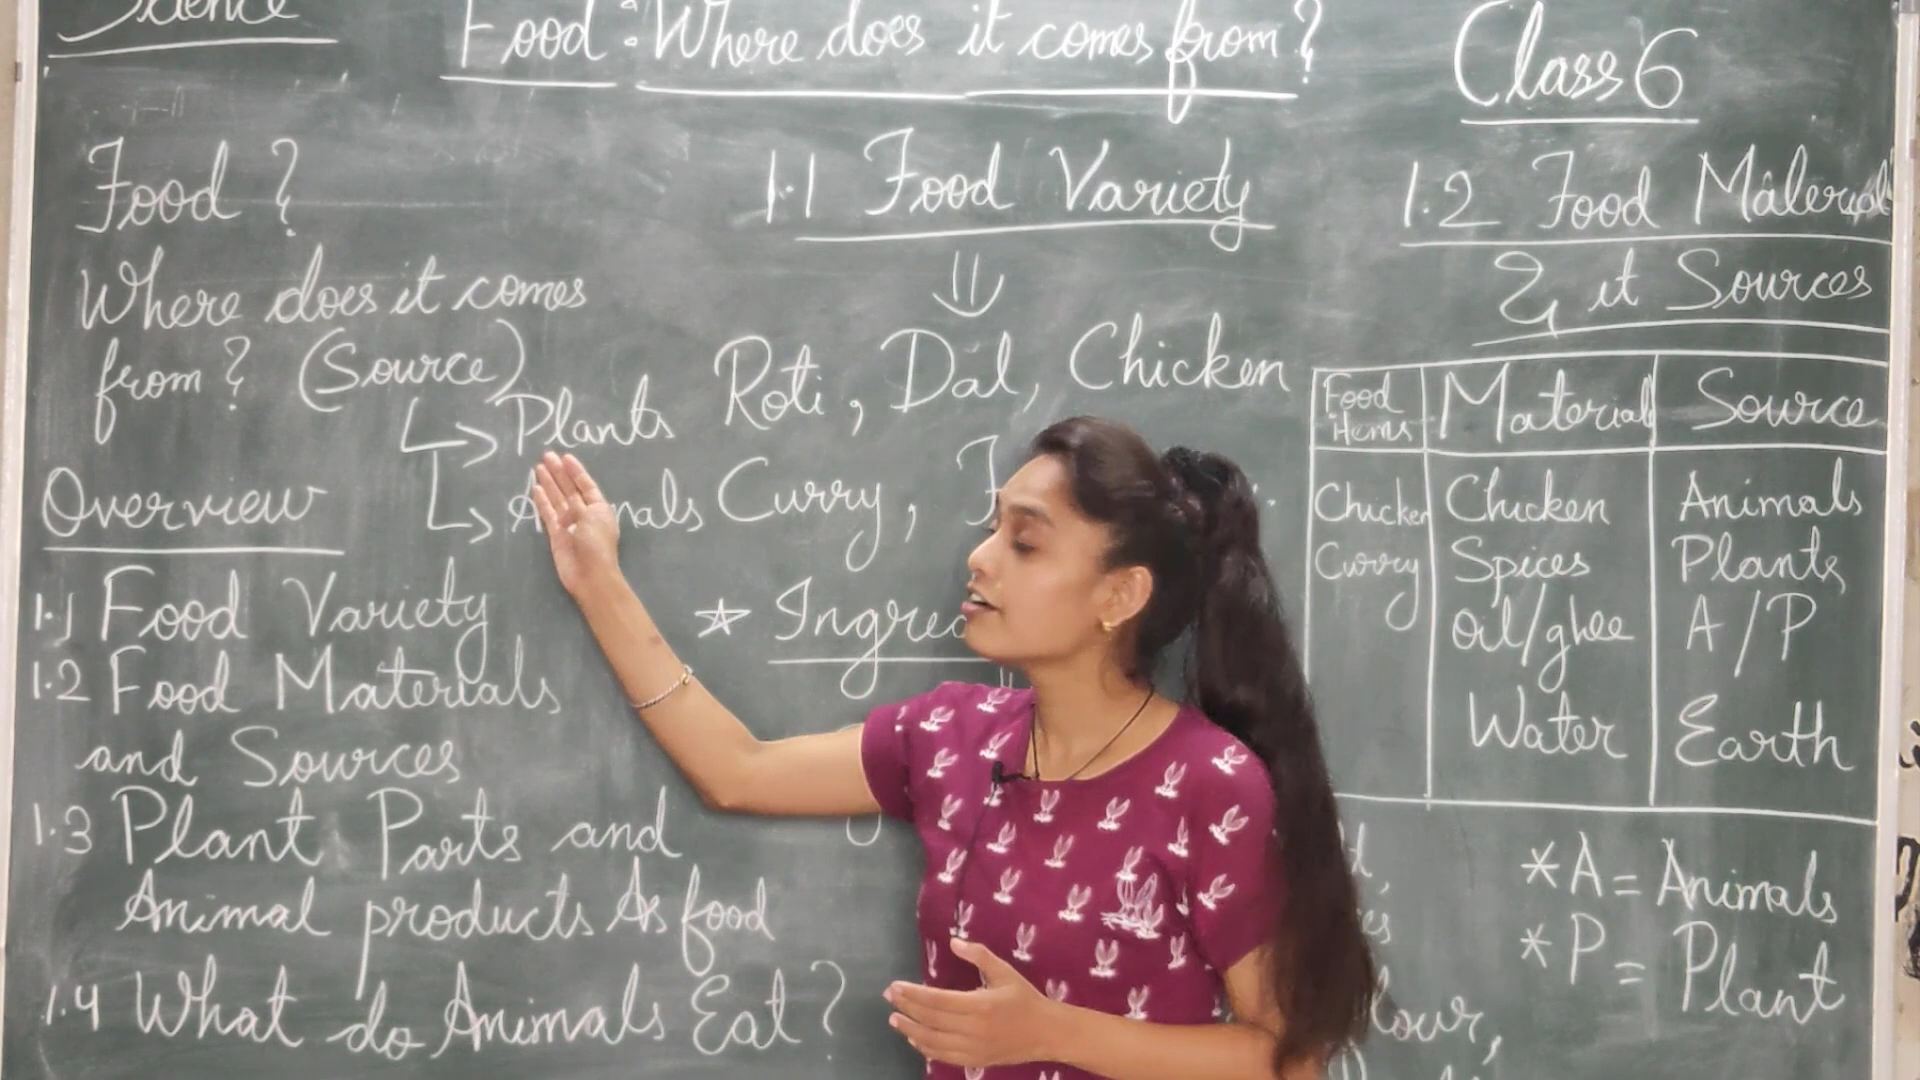 Science
Food : Where does it comes from ?
Class 6
Food ?
Where does it comes
from ? (Source)
Plants
Animals
Overview
1.1 Food Variety
1.2 Food Materials
and Sources
1.3 Plant Parts and
Animal products As food
1.4 What do Animals Eat ?
1.1 Food Variety
Roti, Dal, Chicken
Curry,
1.2 Food Material
& it Sources
Food Items Material Source
Chicken Chicken Animals
Curry Spices Plants
Oil/ghee A/P
Water Earth
* A = Animals
* P = Plant